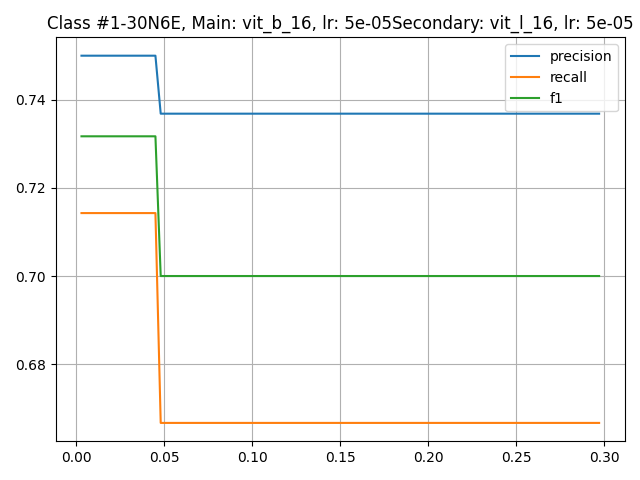 Class #1-30N6E, Main: vit_b_16, lr: 5e-05Secondary: vit_l_16, lr: 5e-05
precision
recall
f1
0.74
0.72
0.70
0.68
0.00 0.05 0.10 0.15 0.20 0.25 0.30